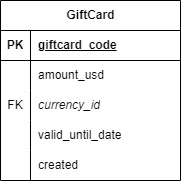 GiftCard
PK giftcard_code
amount_usd
FK currency_id
valid_until_date
created